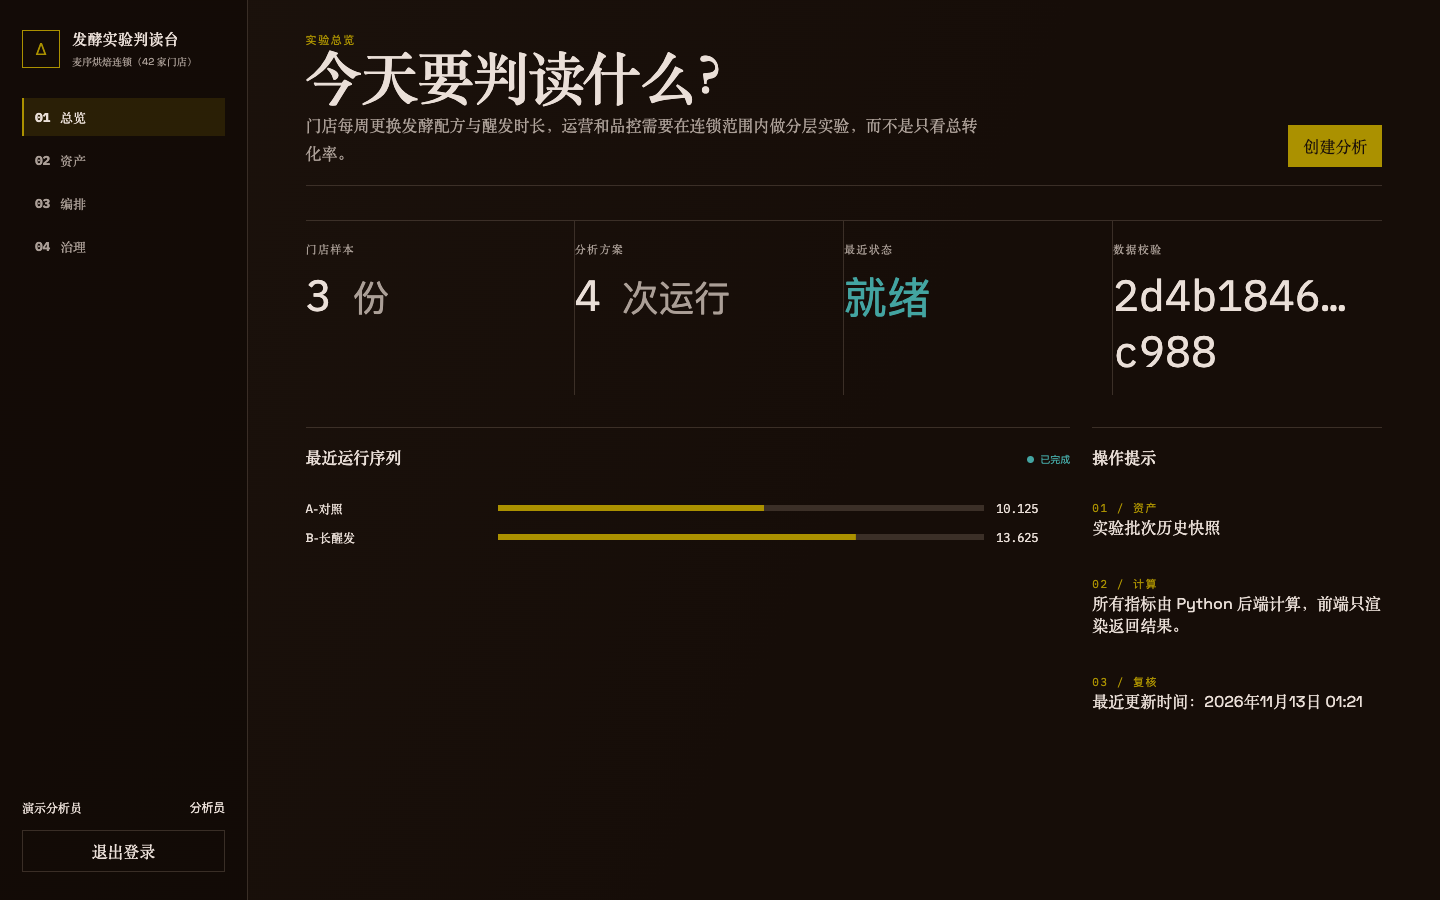 Δ
发酵实验判读台
麦序烘焙连锁（42 家门店）
01 总览
02 资产
03 编排
04 治理
演示分析员 分析员
退出登录
实验总览
今天要判读什么?
门店每周更换发酵配方与醒发时长，运营和品控需要在连锁范围内做分层实验，而不是只看总转
化率。
创建分析
门店样本
3 份
分析方案
4 次运行
最近状态
就绪
数据校验
2d4b1846…
c988
最近运行序列
已完成
A-对照 10.125
B-长醒发 13.625
操作提示
01 / 资产
实验批次历史快照
02 / 计算
所有指标由 Python 后端计算，前端只渲
染返回结果。
03 / 复核
最近更新时间：2026年11月13日 01:21